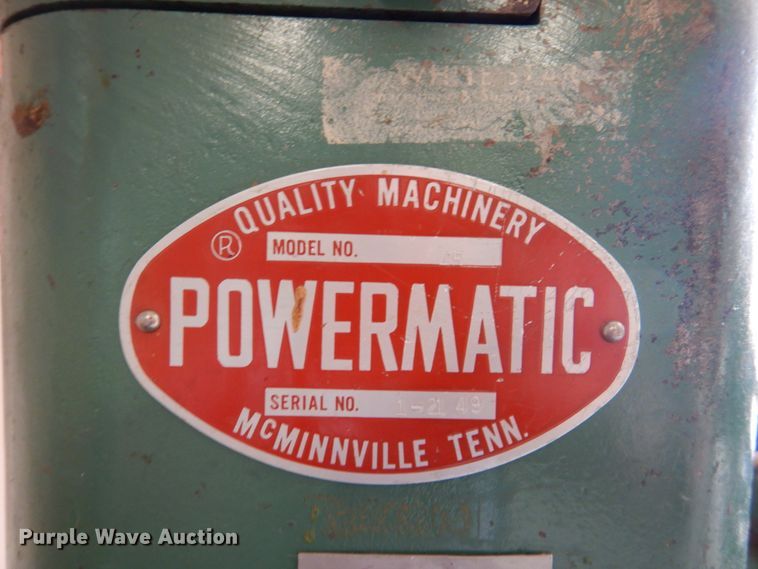 QUALITY MACHINERY
®
MODEL NO.
POWERMATIC
SERIAL NO. 1-21 49
MCMINNVILLE TENN.
Purple Wave Auction